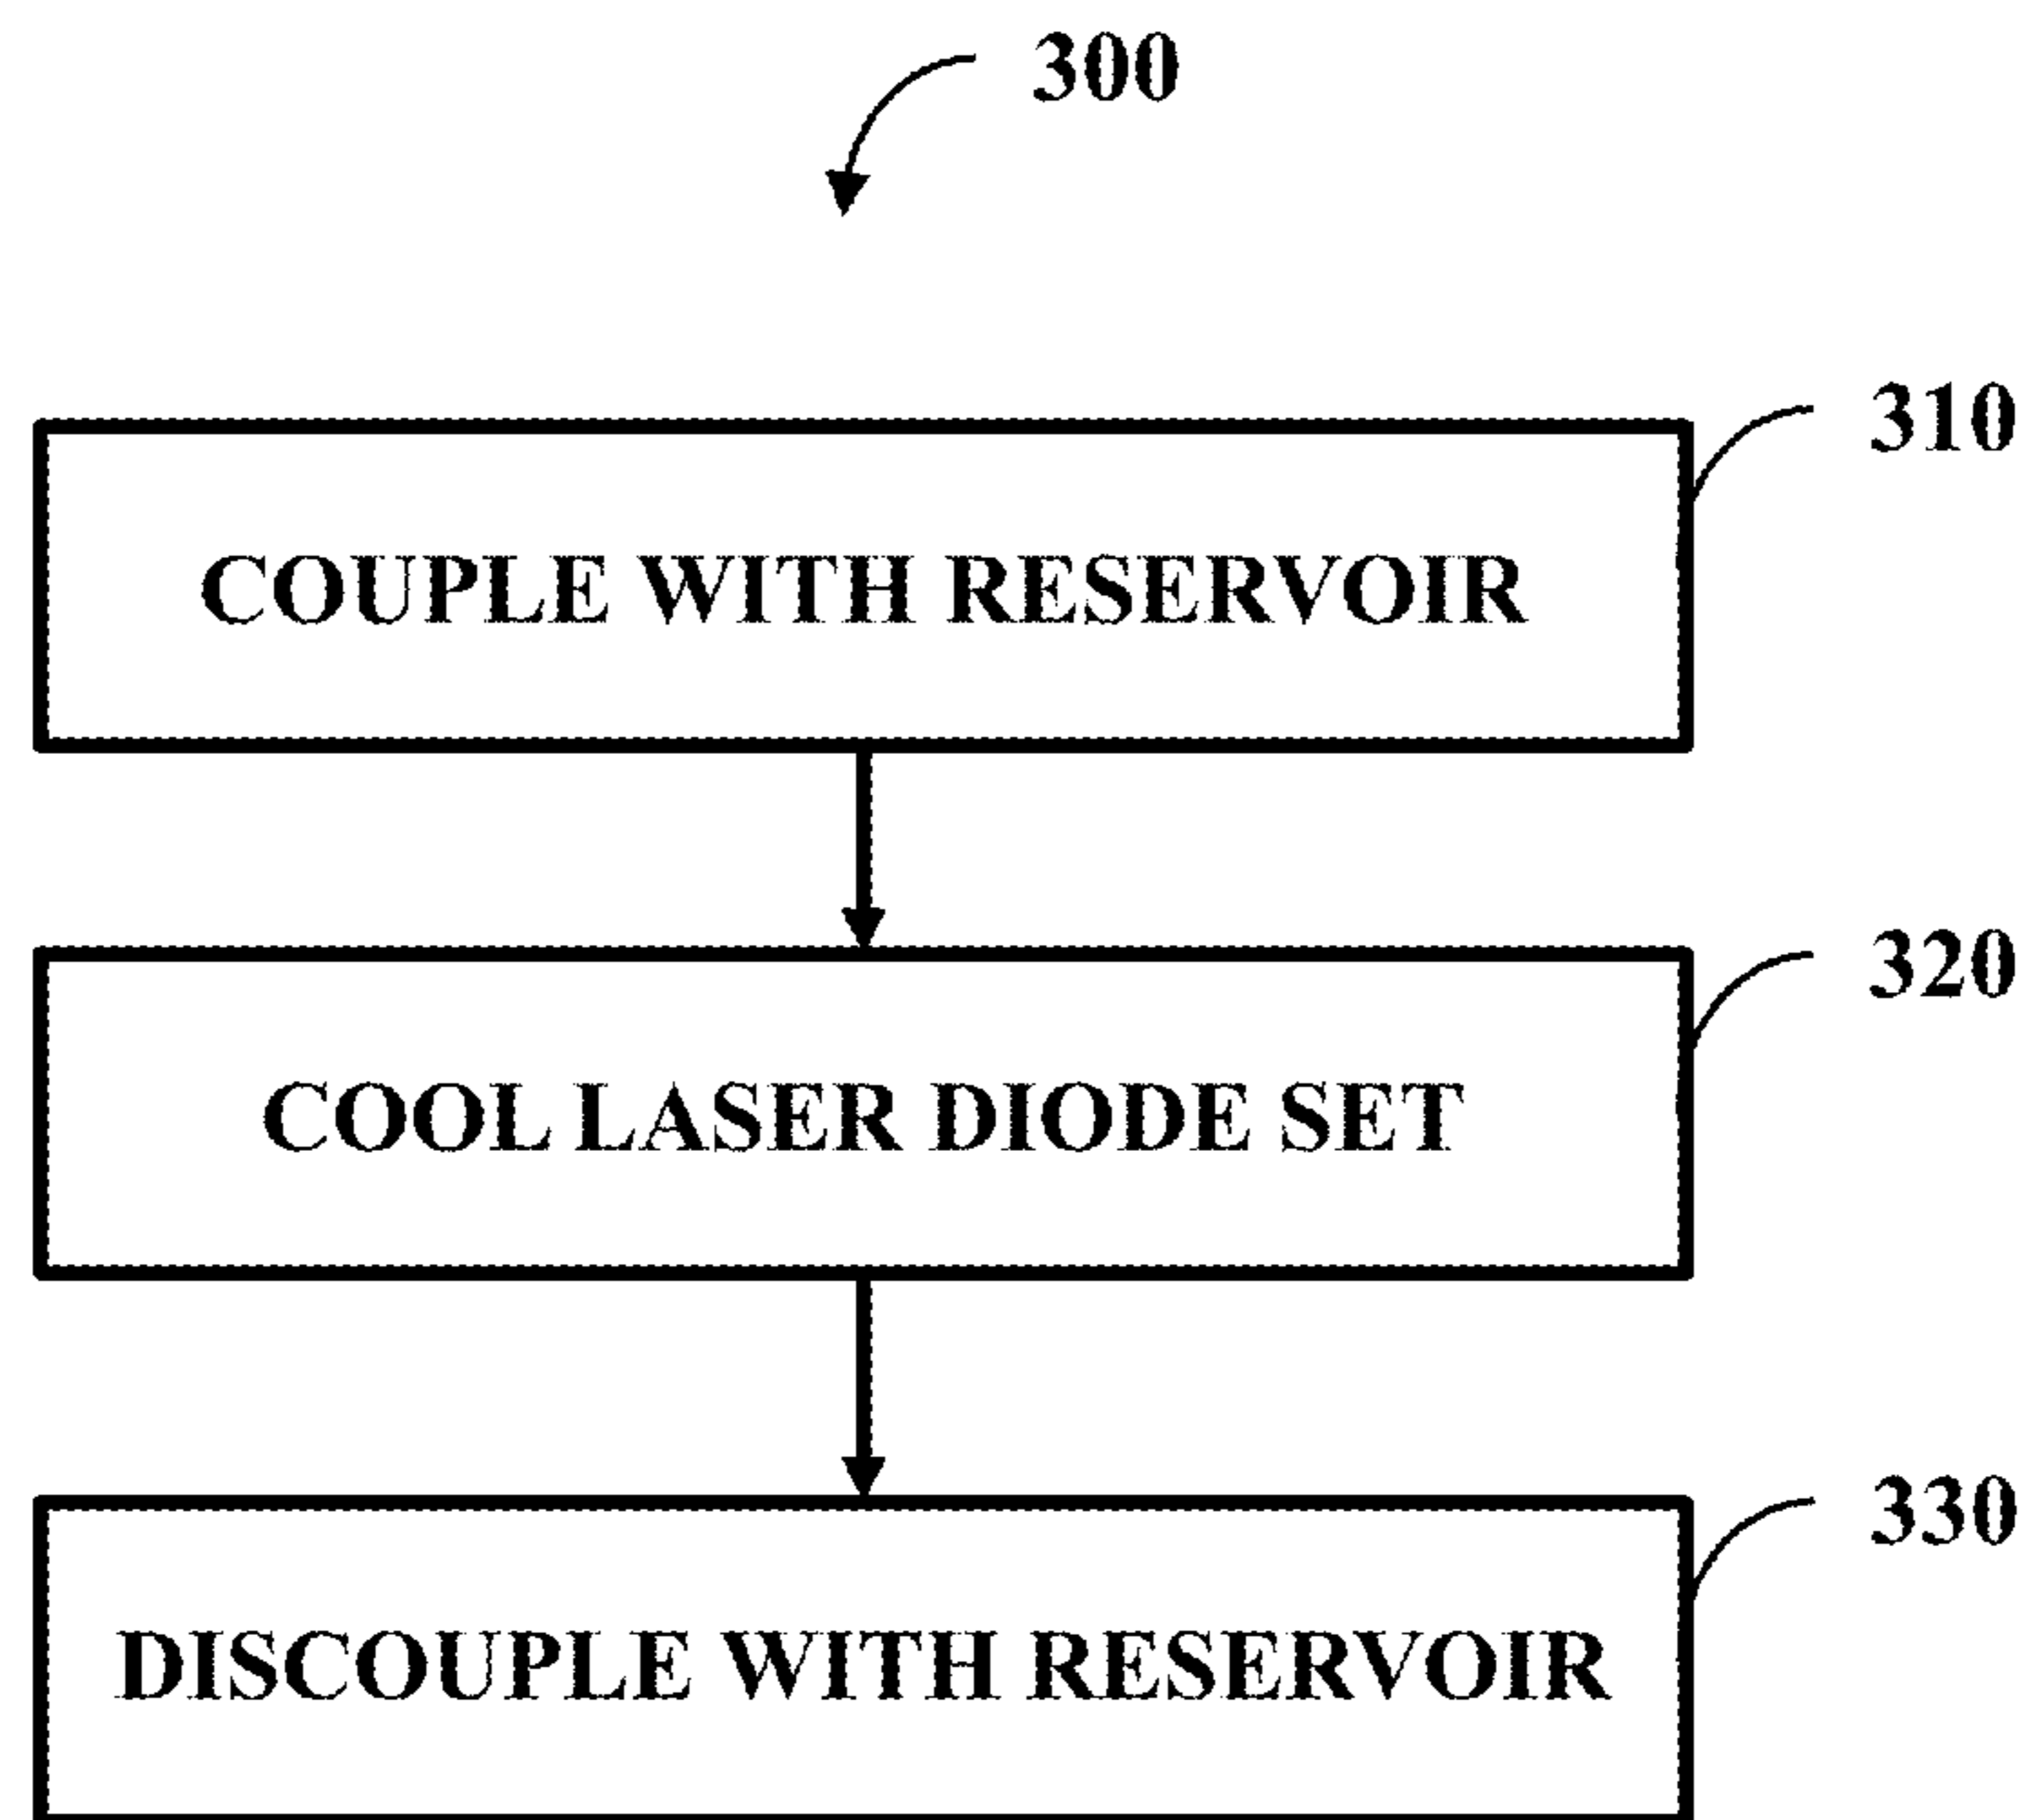 300
310
COUPLE WITH RESERVOIR
320
COOL LASER DIODE SET
330
DISCOUPLE WITH RESERVOIR